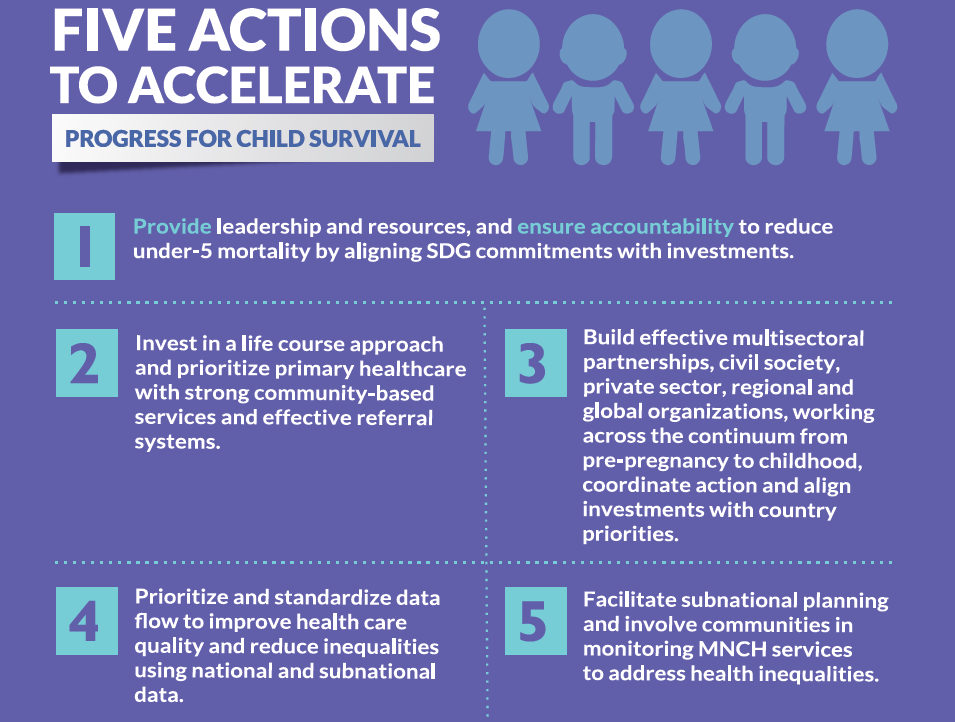 FIVE ACTIONS
TO ACCELERATE
PROGRESS FOR CHILD SURVIVAL
1
Provide leadership and resources, and ensure accountability to reduce
under-5 mortality by aligning SDG commitments with investments.
2
Invest in a life course approach
and prioritize primary healthcare
with strong community-based
services and effective referral
systems.
3
Build effective multisectoral
partnerships, civil society,
private sector, regional and
global organizations, working
across the continuum from
pre-pregnancy to childhood,
coordinate action and align
investments with country
priorities.
4
Prioritize and standardize data
flow to improve health care
quality and reduce inequalities
using national and subnational
data.
5
Facilitate subnational planning
and involve communities in
monitoring MNCH services
to address health inequalities.